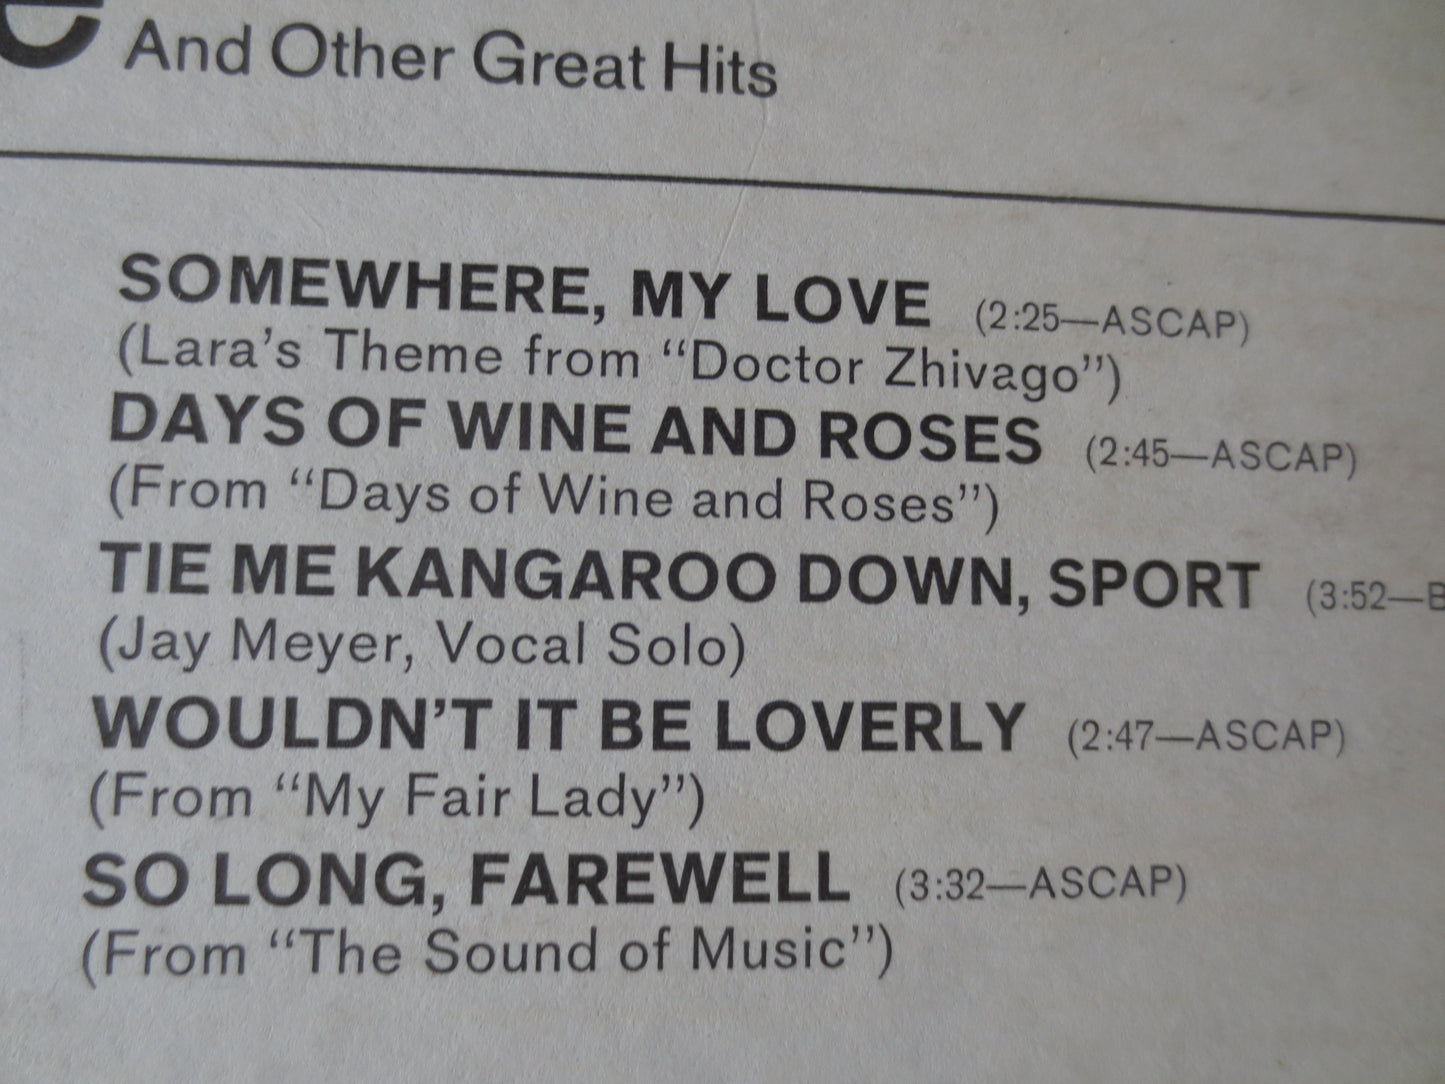 And Other Great Hits
SOMEWHERE, MY LOVE (2:25—ASCAP)
(Lara's Theme from "Doctor Zhivago")
DAYS OF WINE AND ROSES (2:45—ASCAP)
(From "Days of Wine and Roses")
TIE ME KANGAROO DOWN, SPORT (3:52—B
(Jay Meyer, Vocal Solo)
WOULDN'T IT BE LOVERLY (2:47—ASCAP)
(From "My Fair Lady")
SO LONG, FAREWELL (3:32—ASCAP)
(From "The Sound of Music")